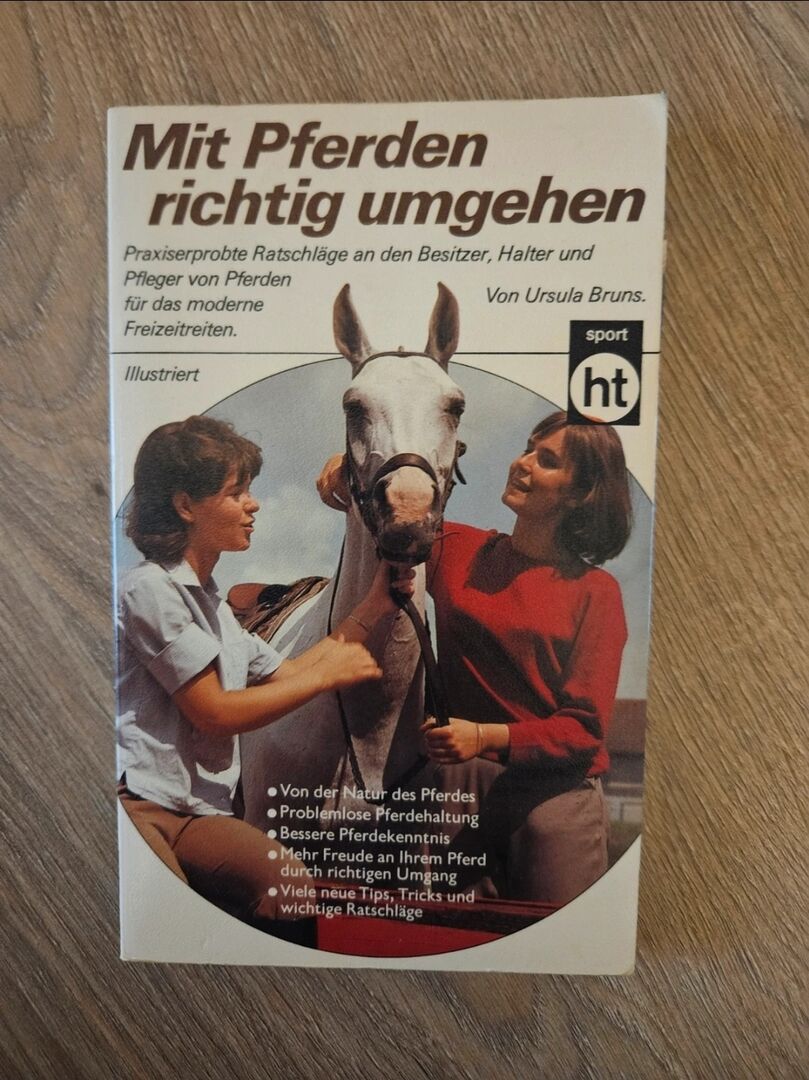 Mit Pferden
richtig umgehen
Praxiserprobte Ratschläge an den Besitzer, Halter und
Pfleger von Pferden
für das moderne
Freizeitreiten.
Von Ursula Bruns.
sport
ht
Illustriert
• Von der Natur des Pferdes
• Problemlose Pferdehaltung
• Bessere Pferdekenntnis
• Mehr Freude an Ihrem Pferd
durch richtigen Umgang
• Viele neue Tips, Tricks und
wichtige Ratschläge